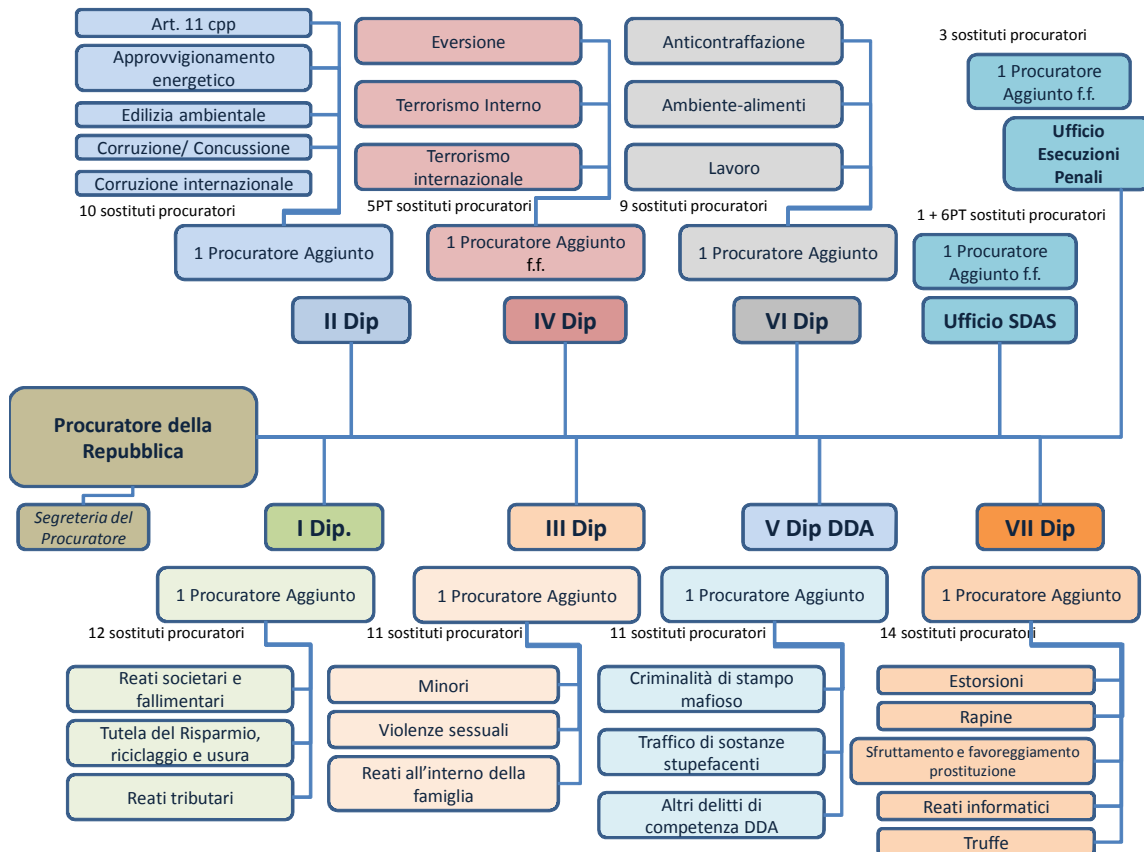 Art. 11 cpp
Approvvigionamento
energetico
Edilizia ambientale
Corruzione/ Concussione
Corruzione internazionale
10 sostituti procuratori
1 Procuratore Aggiunto
II Dip
Eversione
Terrorismo Interno
Terrorismo
internazionale
5PT sostituti procuratori
1 Procuratore Aggiunto
f.f.
IV Dip
Anticontraffazione
Ambiente-alimenti
Lavoro
9 sostituti procuratori
1 Procuratore Aggiunto
VI Dip
3 sostituti procuratori
1 Procuratore
Aggiunto f.f.
Ufficio
Esecuzioni
Penali
1 + 6PT sostituti procuratori
1 Procuratore
Aggiunto f.f.
Ufficio SDAS
Procuratore della
Repubblica
Segreteria del
Procuratore
I Dip.
1 Procuratore Aggiunto
12 sostituti procuratori
Reati societari e
fallimentari
Tutela del Risparmio,
riciclaggio e usura
Reati tributari
III Dip
1 Procuratore Aggiunto
11 sostituti procuratori
Minori
Violenze sessuali
Reati all'interno della
famiglia
V Dip DDA
1 Procuratore Aggiunto
11 sostituti procuratori
Criminalità di stampo
mafioso
Traffico di sostanze
stupefacenti
Altri delitti di
competenza DDA
VII Dip
1 Procuratore Aggiunto
14 sostituti procuratori
Estorsioni
Rapine
Sfruttamento e favoreggiamento
prostituzione
Reati informatici
Truffe